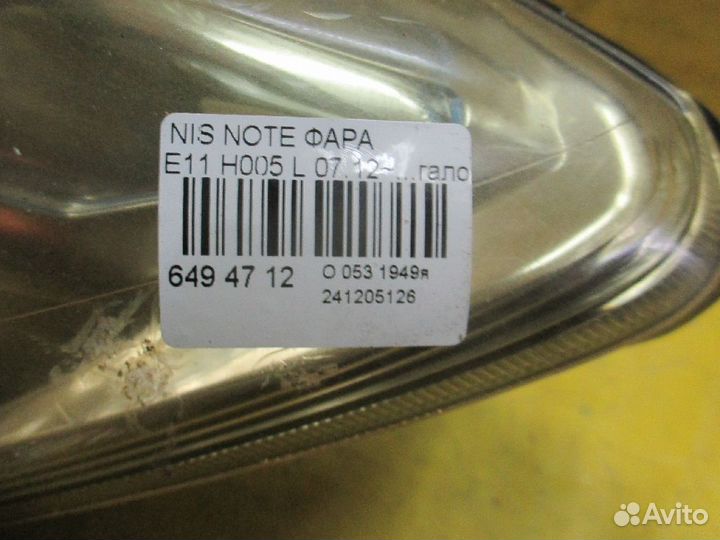 NIS NOTE ФАРА
E11 H005 L 07.12~...гало
649 47 12
O 053 1949я
241205126
Avito